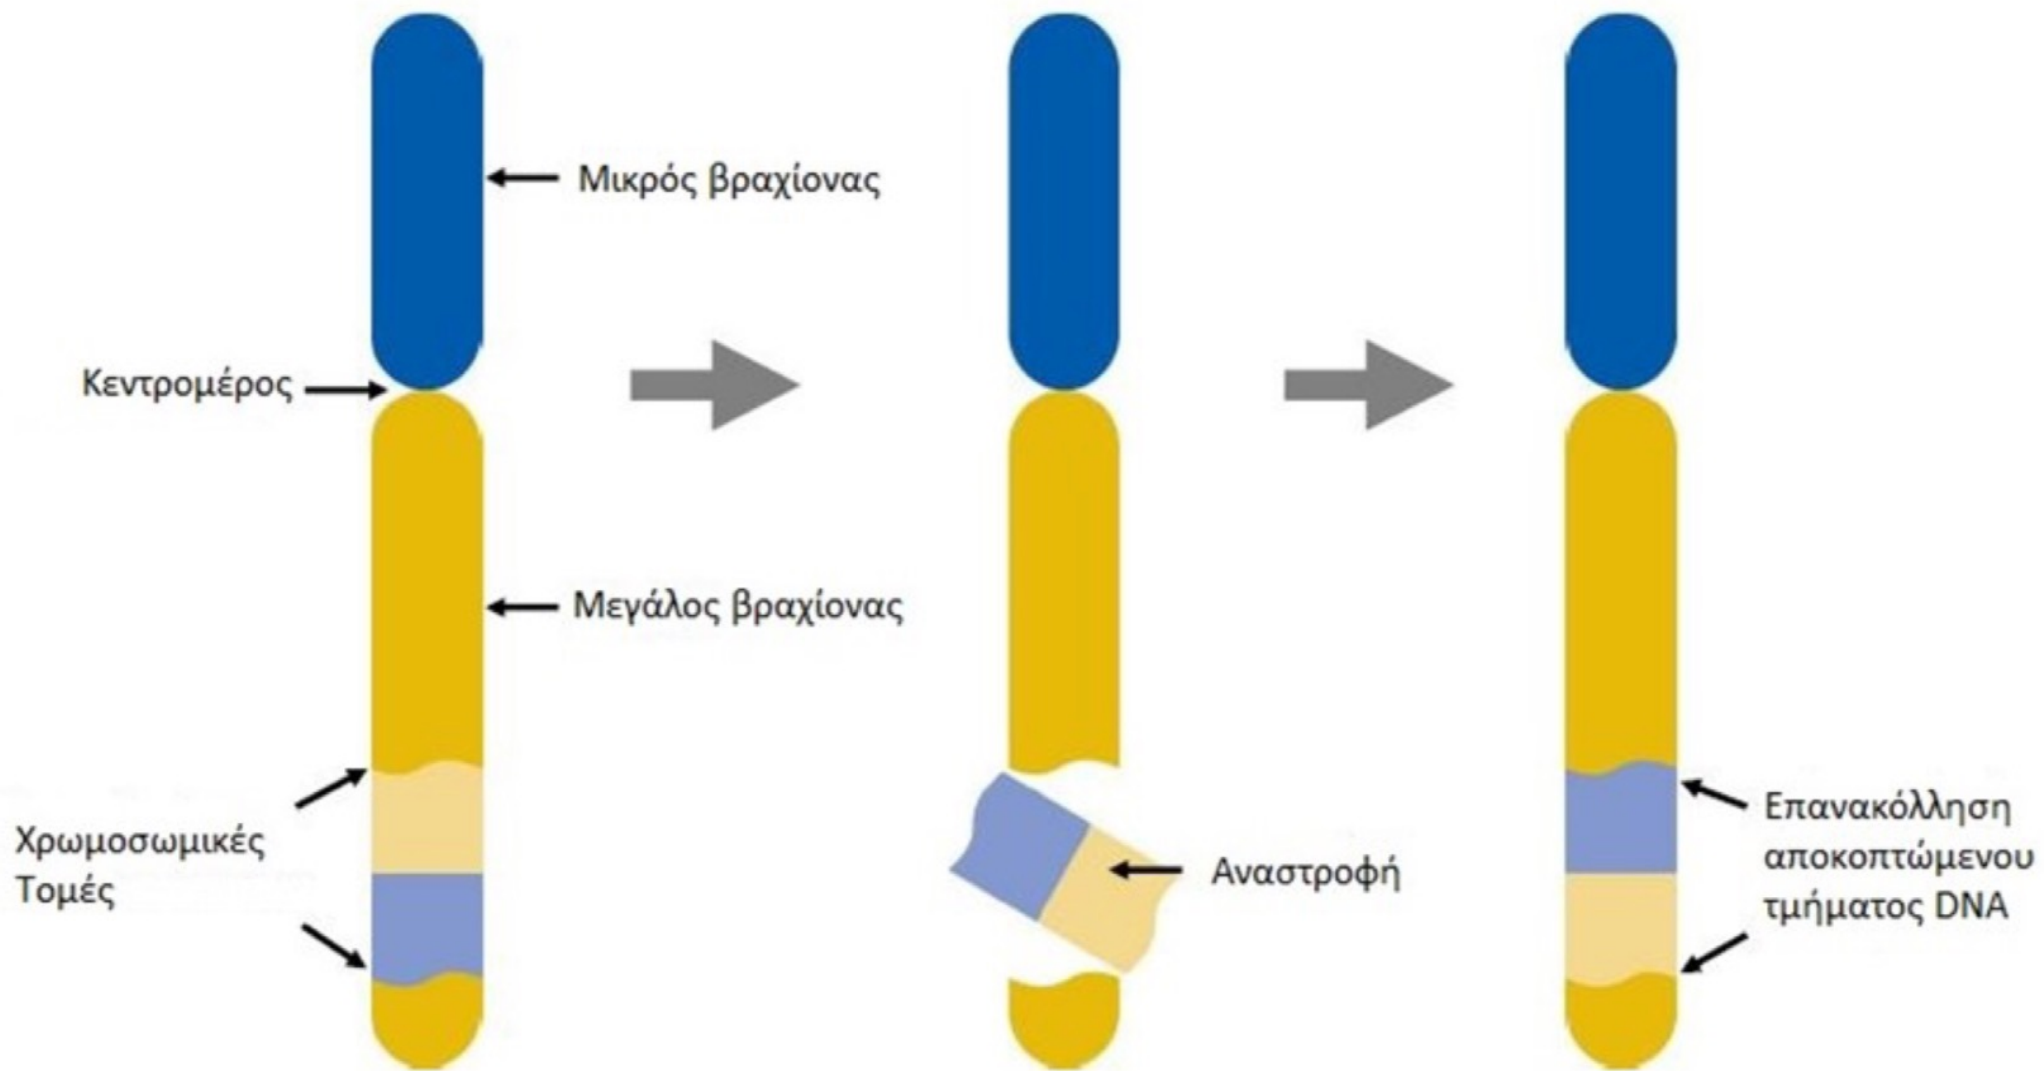 Μικρός βραχίονας
Κεντρομέρος
Μεγάλος βραχίονας
Χρωμοσωμικές
Τομές
Αναστροφή
Επανακόλληση
αποκοπτώμενου
τμήματος DNA